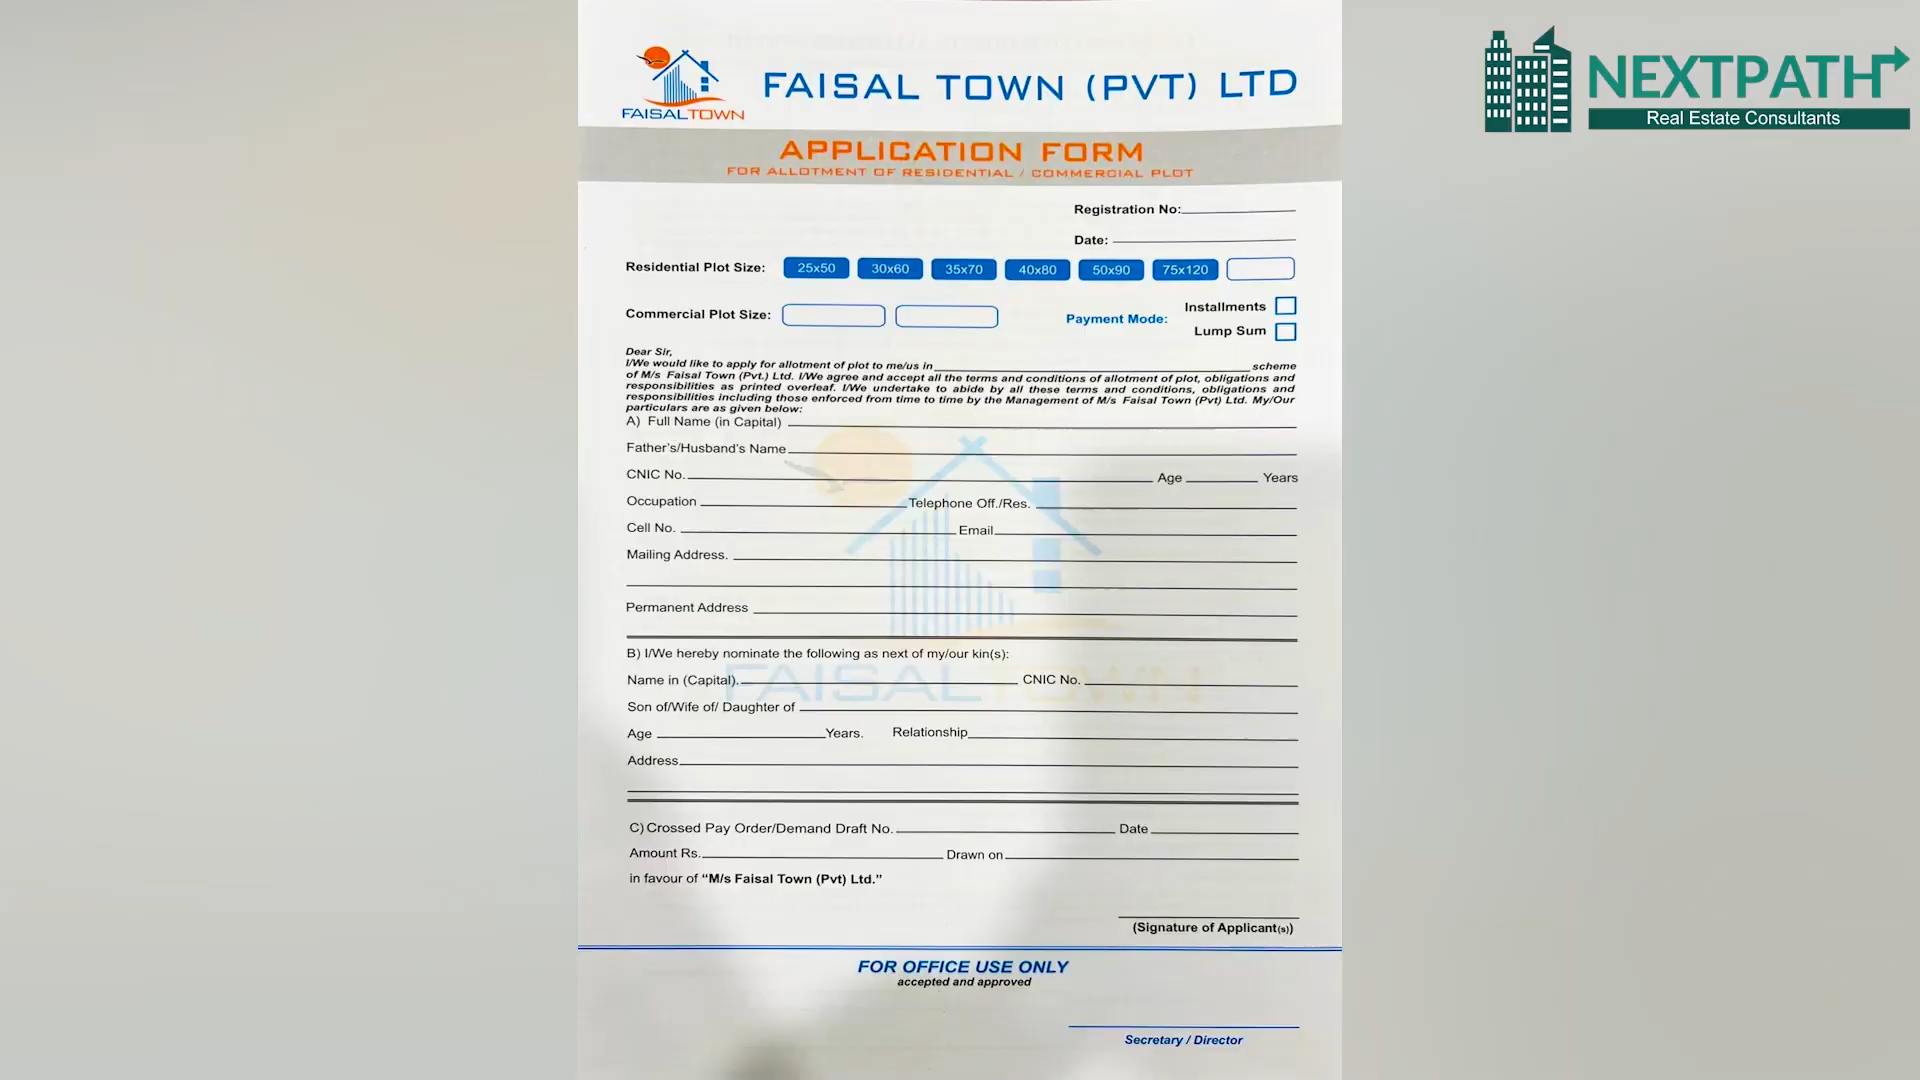 FAISALTOWN
FAISAL TOWN (PVT) LTD
NEXTPATH
Real Estate Consultants
APPLICATION FORM
FOR ALLOTMENT OF RESIDENTIAL / COMMERCIAL PLOT
Registration No:
Date:
Residential Plot Size: 25x50 30x60 35x70 40x80 50x90 75x120
Commercial Plot Size:
Payment Mode: Installments
Lump Sum
Dear Sir,
I/We would like to apply for allotment of plot to me/us in scheme
of M/s Faisal Town (Pvt.) Ltd. I/We agree and accept all the terms and conditions of allotment of plot, obligations and
responsibilities as printed overleaf. I/We undertake to abide by all these terms and conditions, obligations and
responsibilities including those enforced from time to time by the Management of M/s Faisal Town (Pvt) Ltd. My/Our
particulars are as given below:
A) Full Name (in Capital)
Father's/Husband's Name
CNIC No. Age Years
Occupation Telephone Off./Res.
Cell No. Email
Mailing Address.
Permanent Address
B) I/We hereby nominate the following as next of my/our kin(s):
FAISALTOWN
Name in (Capital). CNIC No.
Son of/Wife of/ Daughter of
Age Years. Relationship
Address
C) Crossed Pay Order/Demand Draft No. Date
Amount Rs. Drawn on
in favour of “M/s Faisal Town (Pvt) Ltd.”
(Signature of Applicant(s))
FOR OFFICE USE ONLY
accepted and approved
Secretary / Director